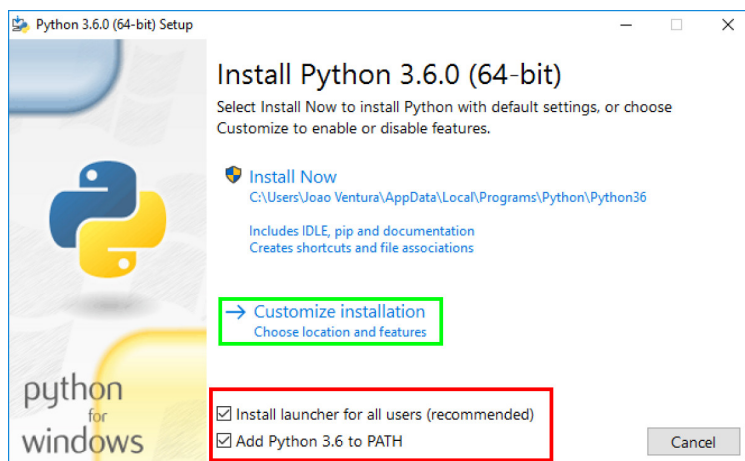 Python 3.6.0 (64-bit) Setup
Install Python 3.6.0 (64-bit)
Select Install Now to install Python with default settings, or choose
Customize to enable or disable features.
Install Now
C:\Users\Joao Ventura\AppData\Local\Programs\Python\Python36
Includes IDLE, pip and documentation
Creates shortcuts and file associations
Customize installation
Choose location and features
python
for
windows
Install launcher for all users (recommended)
Add Python 3.6 to PATH
Cancel